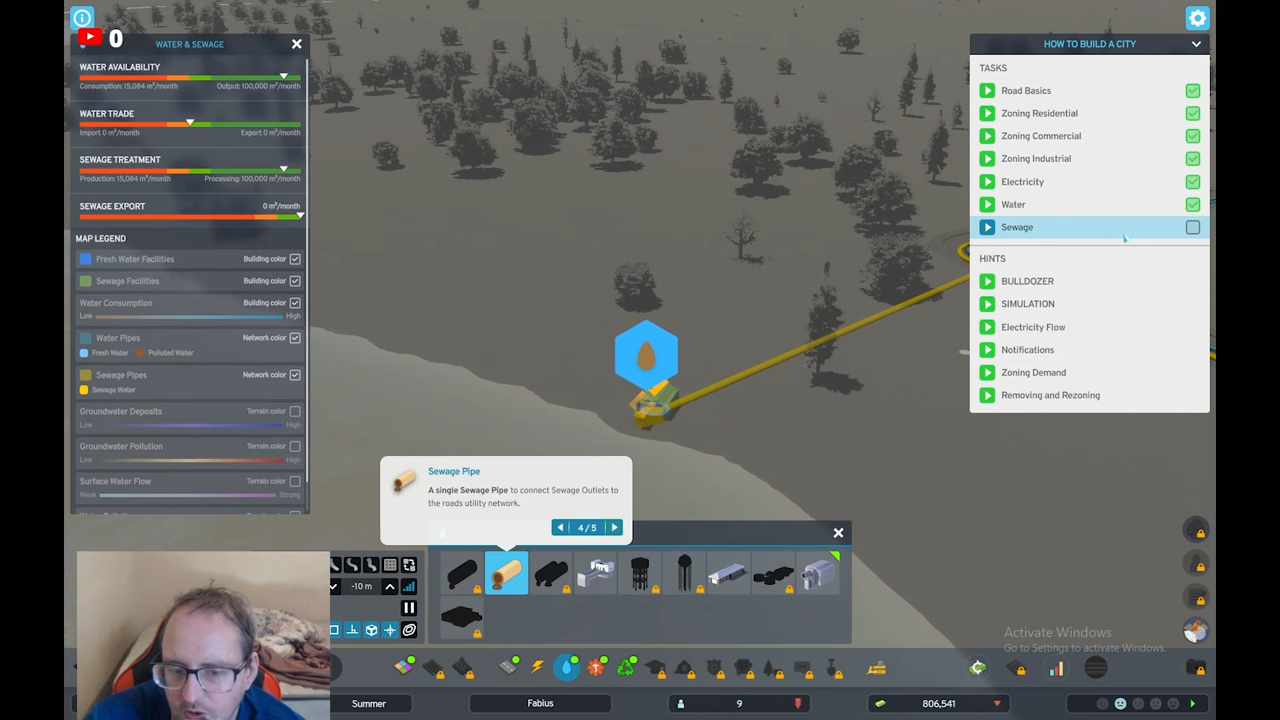 0
WATER & SEWAGE
WATER AVAILABILITY
Consumption: 15,084 m³/month Output: 100,000 m³/month
WATER TRADE
Import 0 m³/month Export 0 m³/month
SEWAGE TREATMENT
Production: 15,084 m³/month Processing: 100,000 m³/month
SEWAGE EXPORT 0 m³/month
MAP LEGEND
Fresh Water Facilities Building color
Sewage Facilities Building color
Water Consumption Building color
Low High
Water Pipes Network color
Fresh Water Polluted Water
Sewage Pipes Network color
Sewage Water
Groundwater Deposits Terrain color
Low High
Groundwater Pollution Terrain color
Low High
Surface Water Flow Terrain color
Weak Strong
HOW TO BUILD A CITY
TASKS
Road Basics
Zoning Residential
Zoning Commercial
Zoning Industrial
Electricity
Water
Sewage
HINTS
BULLDOZER
SIMULATION
Electricity Flow
Notifications
Zoning Demand
Removing and Rezoning
Sewage Pipe
A single Sewage Pipe to connect Sewage Outlets to
the roads utility network.
4/5
-10 m
Activate Windows
Go to Settings to activate Windows.
Summer
Fabius
9
806,541